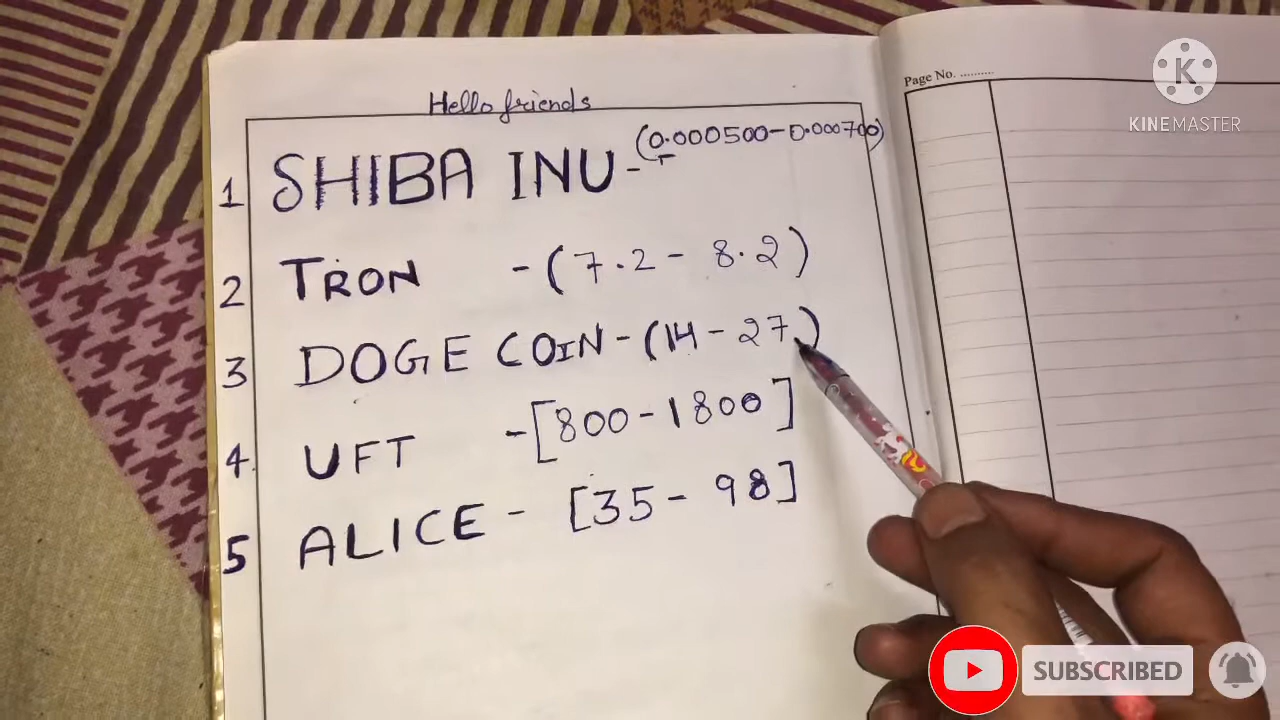 Page No. ..........
K
KINEMASTER
Hello friends
1 SHIBA INU - (0.000500-0.000700)
2 TRON - (7.2 - 8.2)
3 DOGE COIN - (14 - 27)
4. UFT - [800 - 1800]
5 ALICE - [35 - 98]
SUBSCRIBED